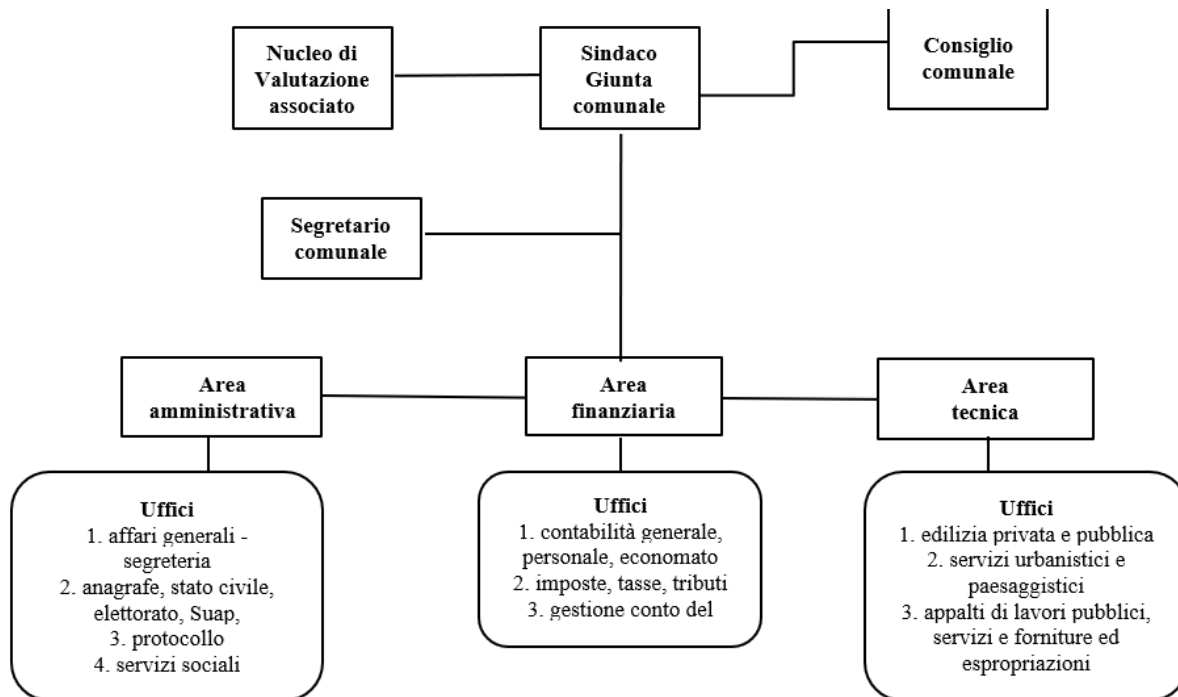 Nucleo di
Valutazione
associato
Sindaco
Giunta
comunale
Consiglio
comunale
Segretario
comunale
Area
amministrativa
Area
finanziaria
Area
tecnica
Uffici
1. affari generali -
segreteria
2. anagrafe, stato civile,
elettorato, Suap,
3. protocollo
4. servizi sociali
Uffici
1. contabilità generale,
personale, economato
2. imposte, tasse, tributi
3. gestione conto del
Uffici
1. edilizia privata e pubblica
2. servizi urbanistici e
paesaggistici
3. appalti di lavori pubblici,
servizi e forniture ed
espropriazioni